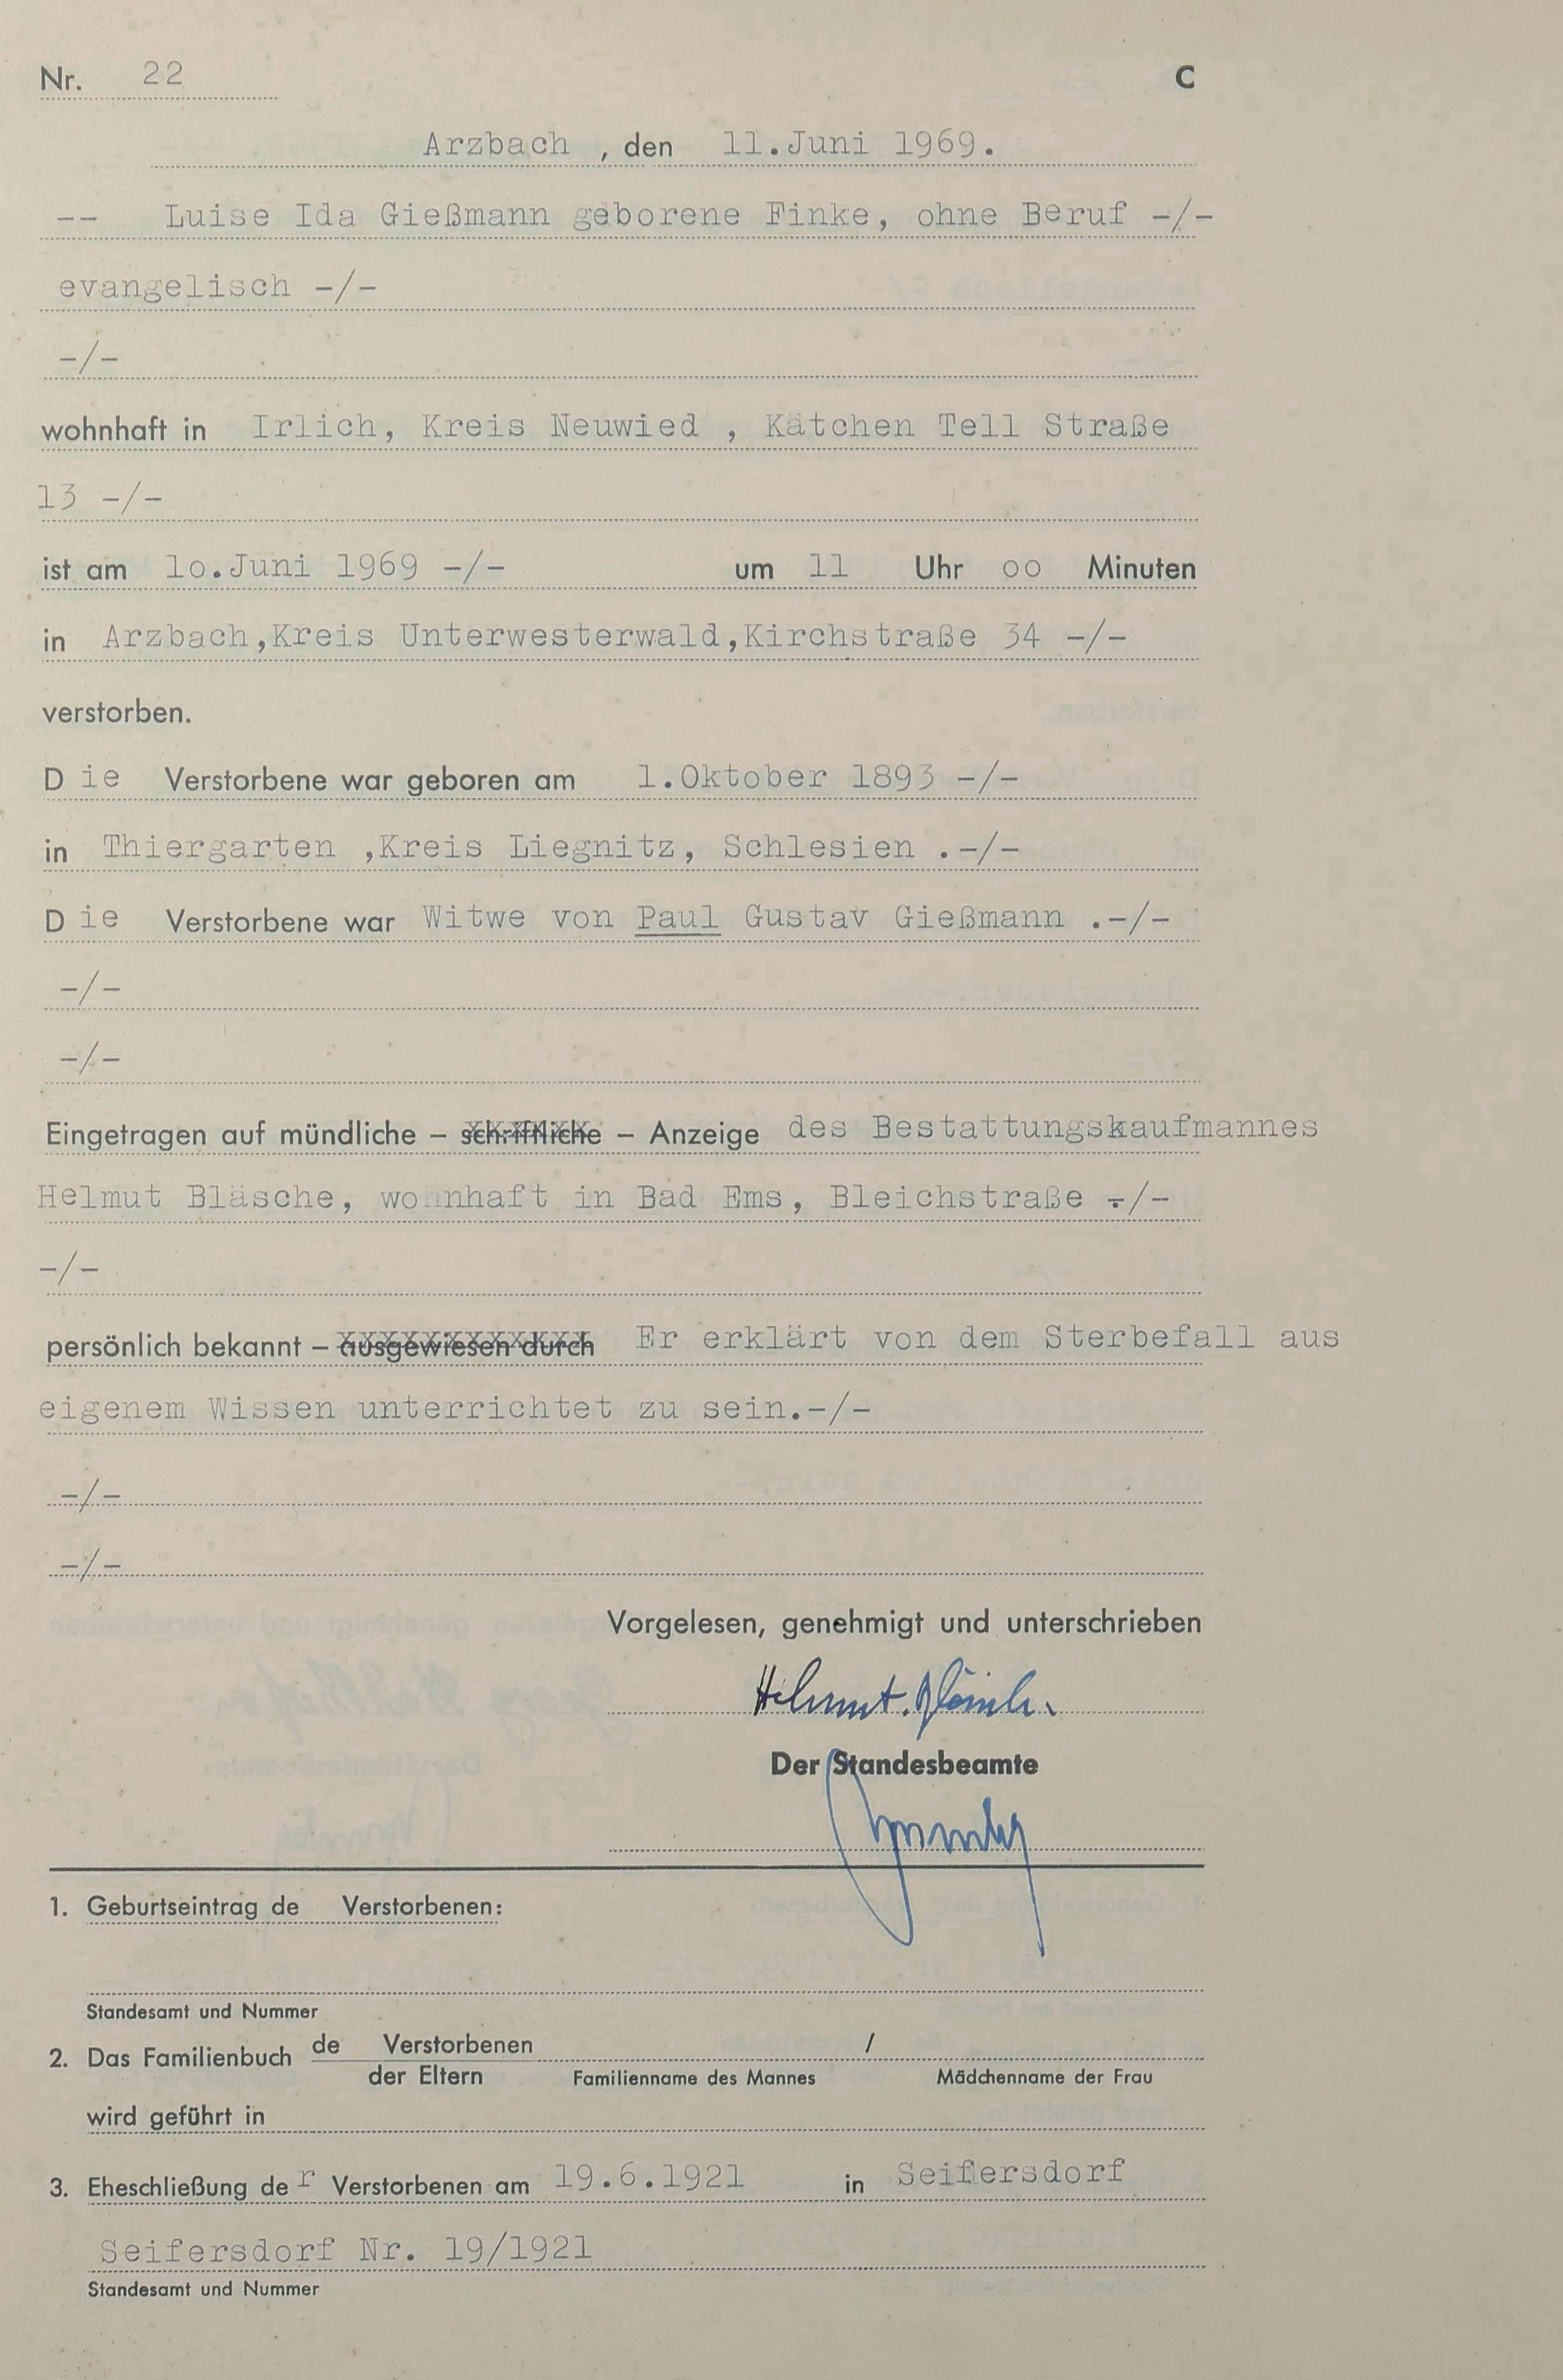 Nr. 22 C
Arzbach , den 11.Juni 1969.
-- Luise Ida Gießmann geborene Finke, ohne Beruf -/-
evangelisch -/-
-/-
wohnhaft in Irlich, Kreis Neuwied , Kätchen Tell Straße
13 -/-
ist am 1o.Juni 1969 -/- um 11 Uhr oo Minuten
in Arzbach,Kreis Unterwesterwald,Kirchstraße 34 -/-
verstorben.
Die Verstorbene war geboren am 1.Oktober 1893 -/-
in Thiergarten ,Kreis Liegnitz, Schlesien .-/-
Die Verstorbene war Witwe von Paul Gustav Gießmann .-/-
-/-
-/-
Eingetragen auf mündliche – schriftliche – Anzeige des Bestattungskaufmannes
Helmut Bläsche, wohnhaft in Bad Ems, Bleichstraße -/-
-/-
persönlich bekannt – ausgewiesen durch Er erklärt von dem Sterbefall aus
eigenem Wissen unterrichtet zu sein.-/-
-/-
-/-
Vorgelesen, genehmigt und unterschrieben
Helmut Bläsche
Der Standesbeamte
1. Geburtseintrag de Verstorbenen:
Standesamt und Nummer
2. Das Familienbuch de Verstorbenen /
der Eltern Familienname des Mannes Mädchenname der Frau
wird geführt in
3. Eheschließung der Verstorbenen am 19.6.1921 in Seifersdorf
Seifersdorf Nr. 19/1921
Standesamt und Nummer